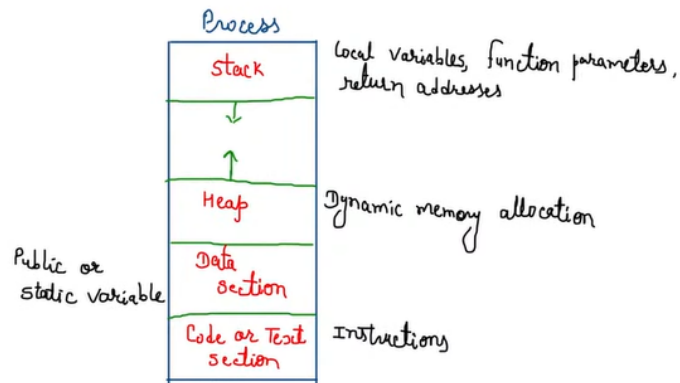 Process
Stack
Local variables, function parameters,
return addresses
Heap
Dynamic memory allocation
Public or
static variable
Data
section
Code or Text
section
Instructions